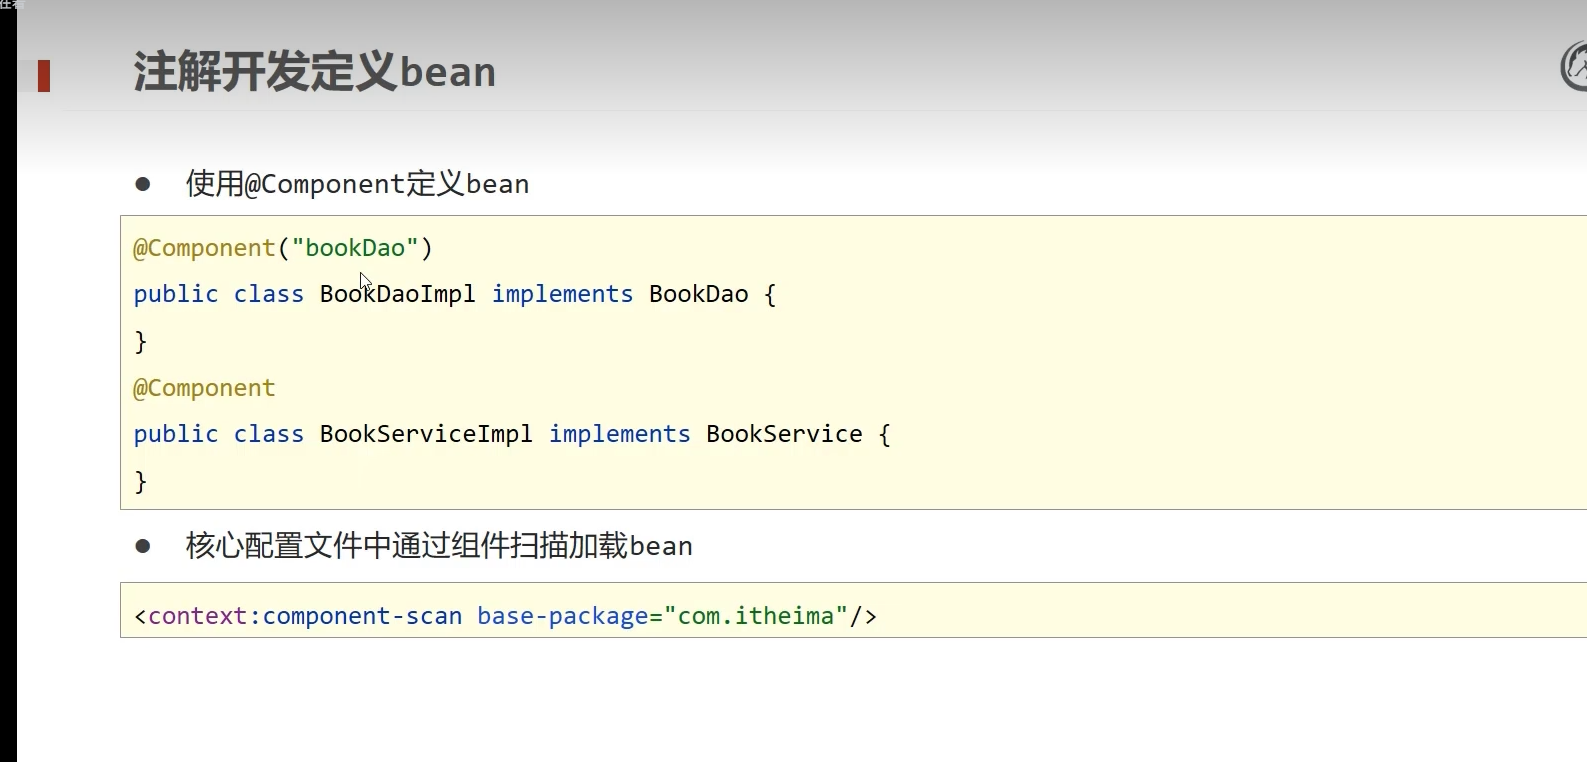 注解开发定义bean
● 使用@Component定义bean
@Component("bookDao")
public class BookDaoImpl implements BookDao {
}
@Component
public class BookServiceImpl implements BookService {
}
● 核心配置文件中通过组件扫描加载bean
<context:component-scan base-package="com.itheima"/>